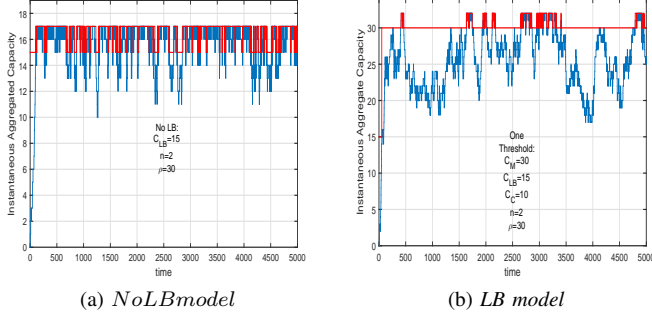 Instantaneous Aggregated Capacity
18
16
14
12
10
8
6
4
2
0
No LB:
C_LB=15
n=2
ρ=30
0 500 1000 1500 2000 2500 3000 3500 4000 4500 5000
time
(a) NoLBmodel
Instantaneous Aggregate Capacity
30
25
20
15
10
5
0
One
Threshold:
C_M=30
C_LB=15
C_C=10
n=2
ρ=30
0 500 1000 1500 2000 2500 3000 3500 4000 4500 5000
time
(b) LB model